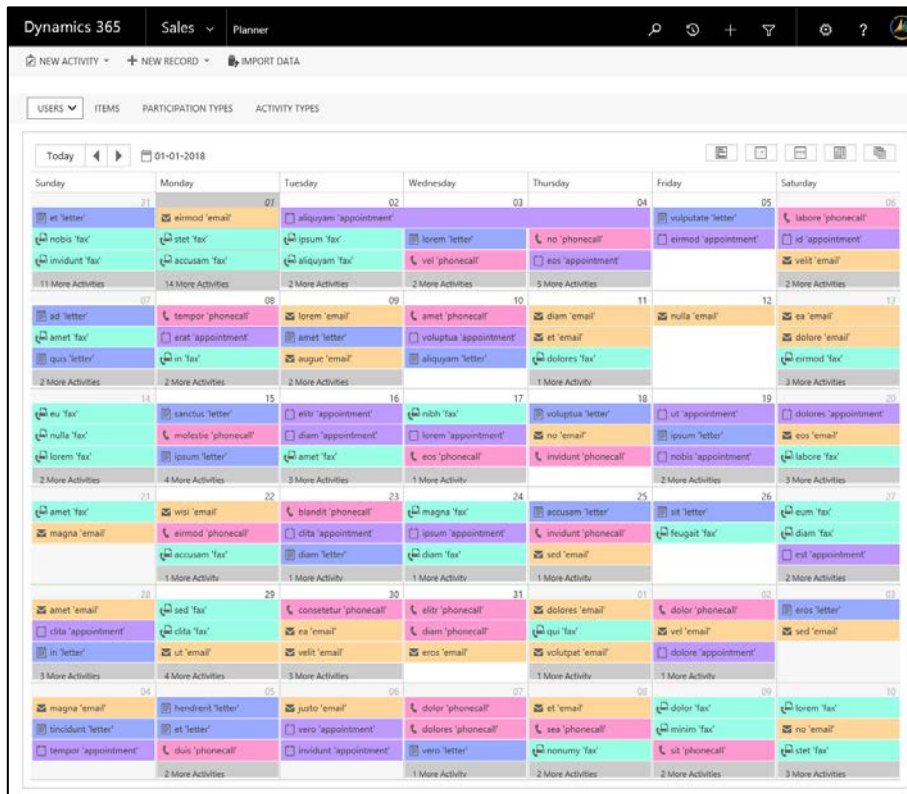 Dynamics 365 Sales Planner ?
NEW ACTIVITY NEW RECORD IMPORT DATA
USERS ITEMS PARTICIPATION TYPES ACTIVITY TYPES
Today 01-01-2018
Sunday Monday Tuesday Wednesday Thursday Friday Saturday
31 01 02 03 04 05 06
et 'letter' eirmod 'email' aliquyam 'appointment' vulputate 'letter' labore 'phonecall'
nobis 'fax' stet 'fax' ipsum 'fax' lorem 'letter' no 'phonecall' eirmod 'appointment' id 'appointment'
invidunt 'fax' accusam 'fax' aliquyam 'fax' vel 'phonecall' eos 'appointment' velit 'email'
11 More Activities 14 More Activities 2 More Activities 2 More Activities 5 More Activities 2 More Activities
07 08 09 10 11 12 13
ad 'letter' tempor 'phonecall' lorem 'email' amet 'phonecall' diam 'email' nulla 'email' ea 'email'
amet 'fax' erat 'appointment' amet 'letter' voluptua 'appointment' et 'email' dolore 'email'
quis 'letter' in 'fax' augue 'email' aliquyam 'letter' dolores 'fax' eirmod 'fax'
2 More Activities 2 More Activities 2 More Activities 1 More Activity 3 More Activities
14 15 16 17 18 19 20
eu 'fax' sanctus 'letter' elitr 'appointment' nibh 'fax' voluptua 'letter' ut 'appointment' dolores 'appointment'
nulla 'fax' molestie 'phonecall' diam 'appointment' lorem 'appointment' no 'email' ipsum 'letter' eos 'email'
lorem 'fax' ipsum 'letter' amet 'fax' eos 'phonecall' invidunt 'phonecall' nobis 'appointment' labore 'fax'
2 More Activities 4 More Activities 3 More Activities 1 More Activity 2 More Activities 3 More Activities
21 22 23 24 25 26 27
amet 'fax' wisi 'email' blandit 'phonecall' magna 'fax' accusam 'letter' sit 'letter' eum 'fax'
magna 'email' eirmod 'phonecall' clita 'appointment' ipsum 'appointment' invidunt 'phonecall' feugait 'fax' diam 'fax'
accusam 'fax' diam 'letter' diam 'fax' sed 'email' est 'appointment'
1 More Activity 1 More Activity 1 More Activity 1 More Activity 2 More Activities
28 29 30 31 01 02 03
amet 'email' sed 'fax' consetetur 'phonecall' elitr 'phonecall' dolores 'email' dolor 'phonecall' eros 'letter'
clita 'appointment' clita 'fax' ea 'email' diam 'phonecall' qui 'fax' vel 'email' sed 'email'
in 'letter' ut 'email' velit 'email' eros 'email' volutpat 'email' dolore 'appointment'
3 More Activities 4 More Activities 3 More Activities 1 More Activity 1 More Activity
04 05 06 07 08 09 10
magna 'email' hendrerit 'letter' justo 'email' dolor 'phonecall' et 'email' dolor 'fax' lorem 'fax'
tincidunt 'letter' et 'letter' vero 'appointment' dolores 'phonecall' sea 'phonecall' minim 'fax' no 'email'
tempor 'appointment' duis 'phonecall' invidunt 'appointment' vero 'letter' nonumy 'fax' sit 'phonecall' stet 'fax'
2 More Activities 1 More Activity 2 More Activities 2 More Activities 3 More Activities